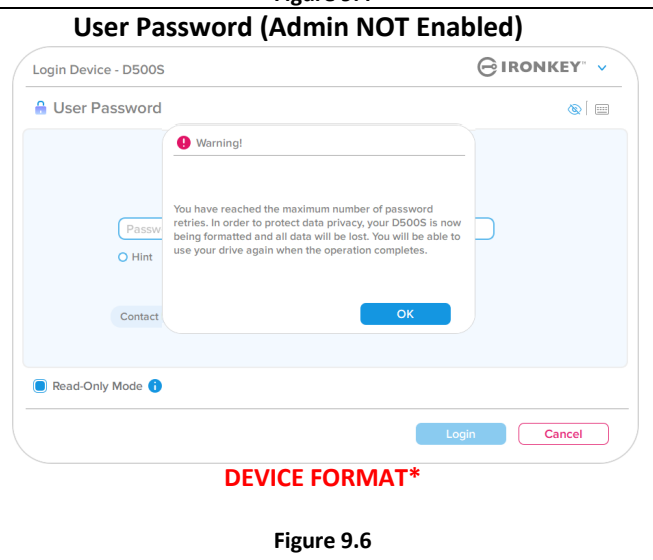 User Password (Admin NOT Enabled)
Login Device - D500S
IRONKEY™
User Password
Warning!
You have reached the maximum number of password
retries. In order to protect data privacy, your D500S is now
being formatted and all data will be lost. You will be able to
use your drive again when the operation completes.
Hint
Contact
OK
Read-Only Mode
Login Cancel
DEVICE FORMAT*
Figure 9.6